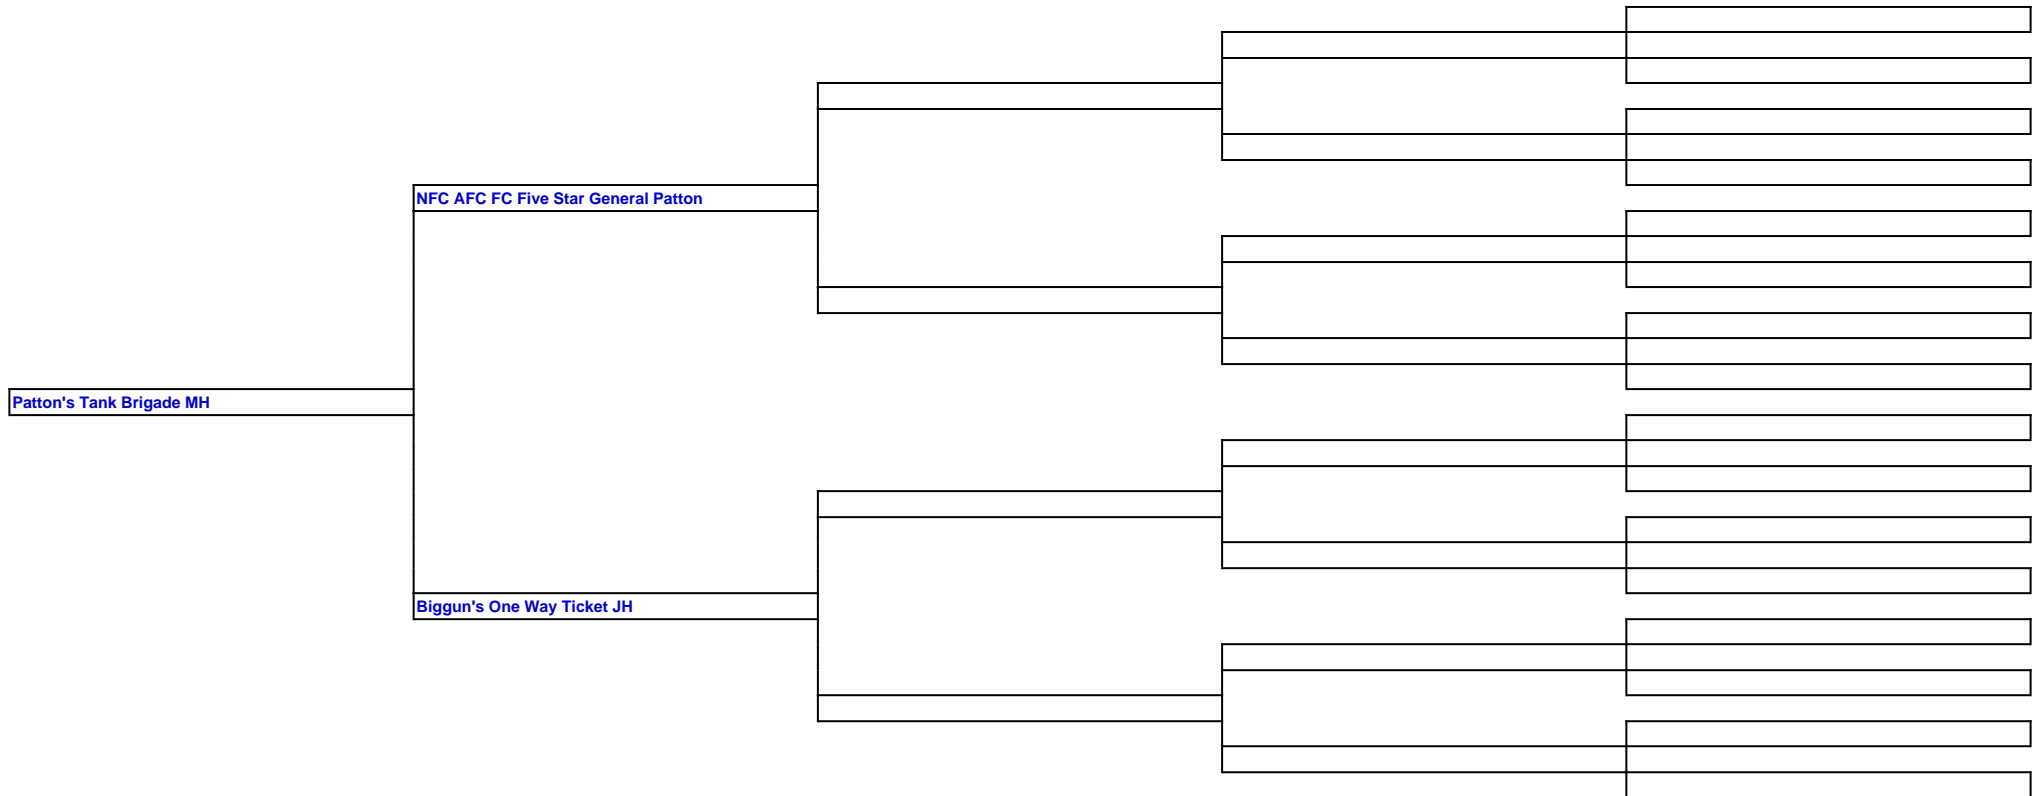 NFC AFC FC Five Star General Patton
Patton's Tank Brigade MH
Biggun's One Way Ticket JH